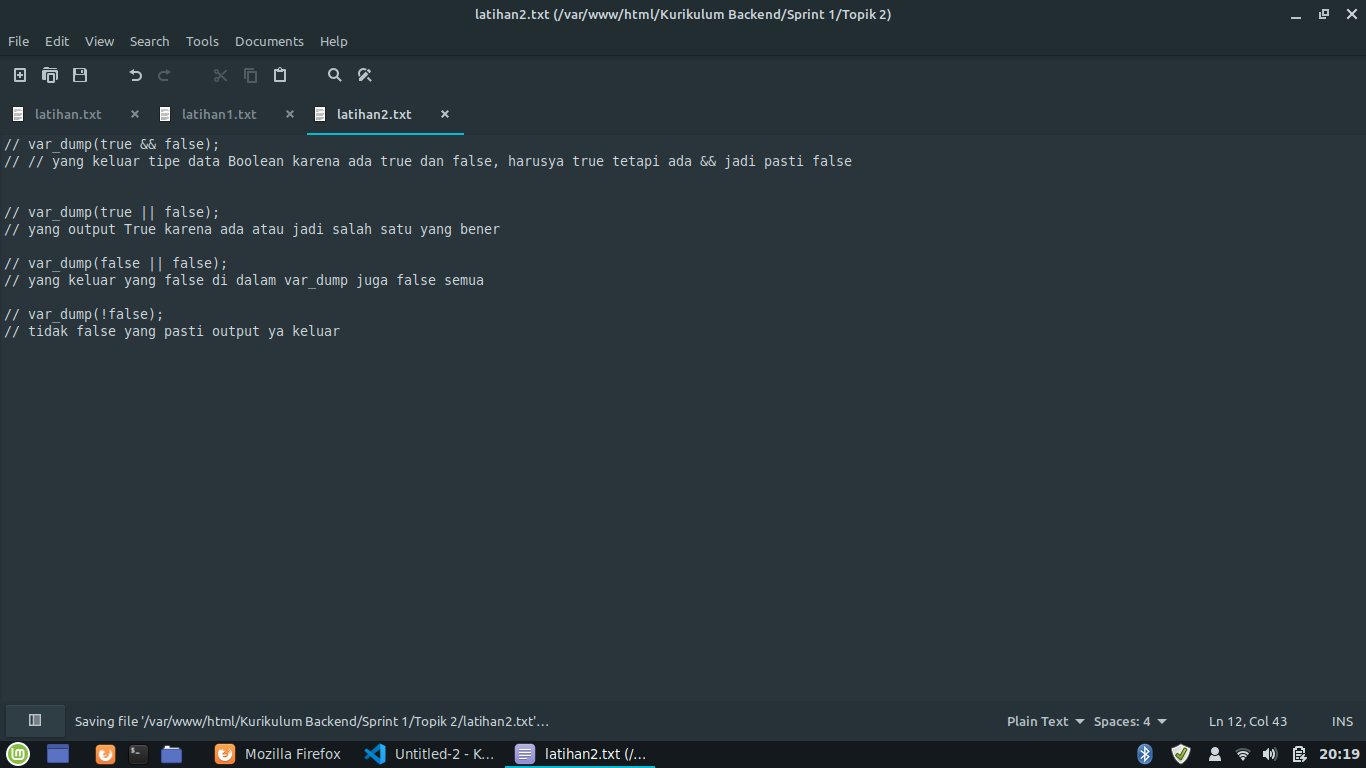 latihan2.txt (/var/www/html/Kurikulum Backend/Sprint 1/Topik 2)
File Edit View Search Tools Documents Help
latihan.txt latihan1.txt latihan2.txt
// var_dump(true && false);
// // yang keluar tipe data Boolean karena ada true dan false, harusya true tetapi ada && jadi pasti false
// var_dump(true || false);
// yang output True karena ada atau jadi salah satu yang bener
// var_dump(false || false);
// yang keluar yang false di dalam var_dump juga false semua
// var_dump(!false);
// tidak false yang pasti output ya keluar
Saving file '/var/www/html/Kurikulum Backend/Sprint 1/Topik 2/latihan2.txt'… Plain Text Spaces: 4 Ln 12, Col 43 INS
Mozilla Firefox Untitled-2 - K... latihan2.txt (/... 20:19